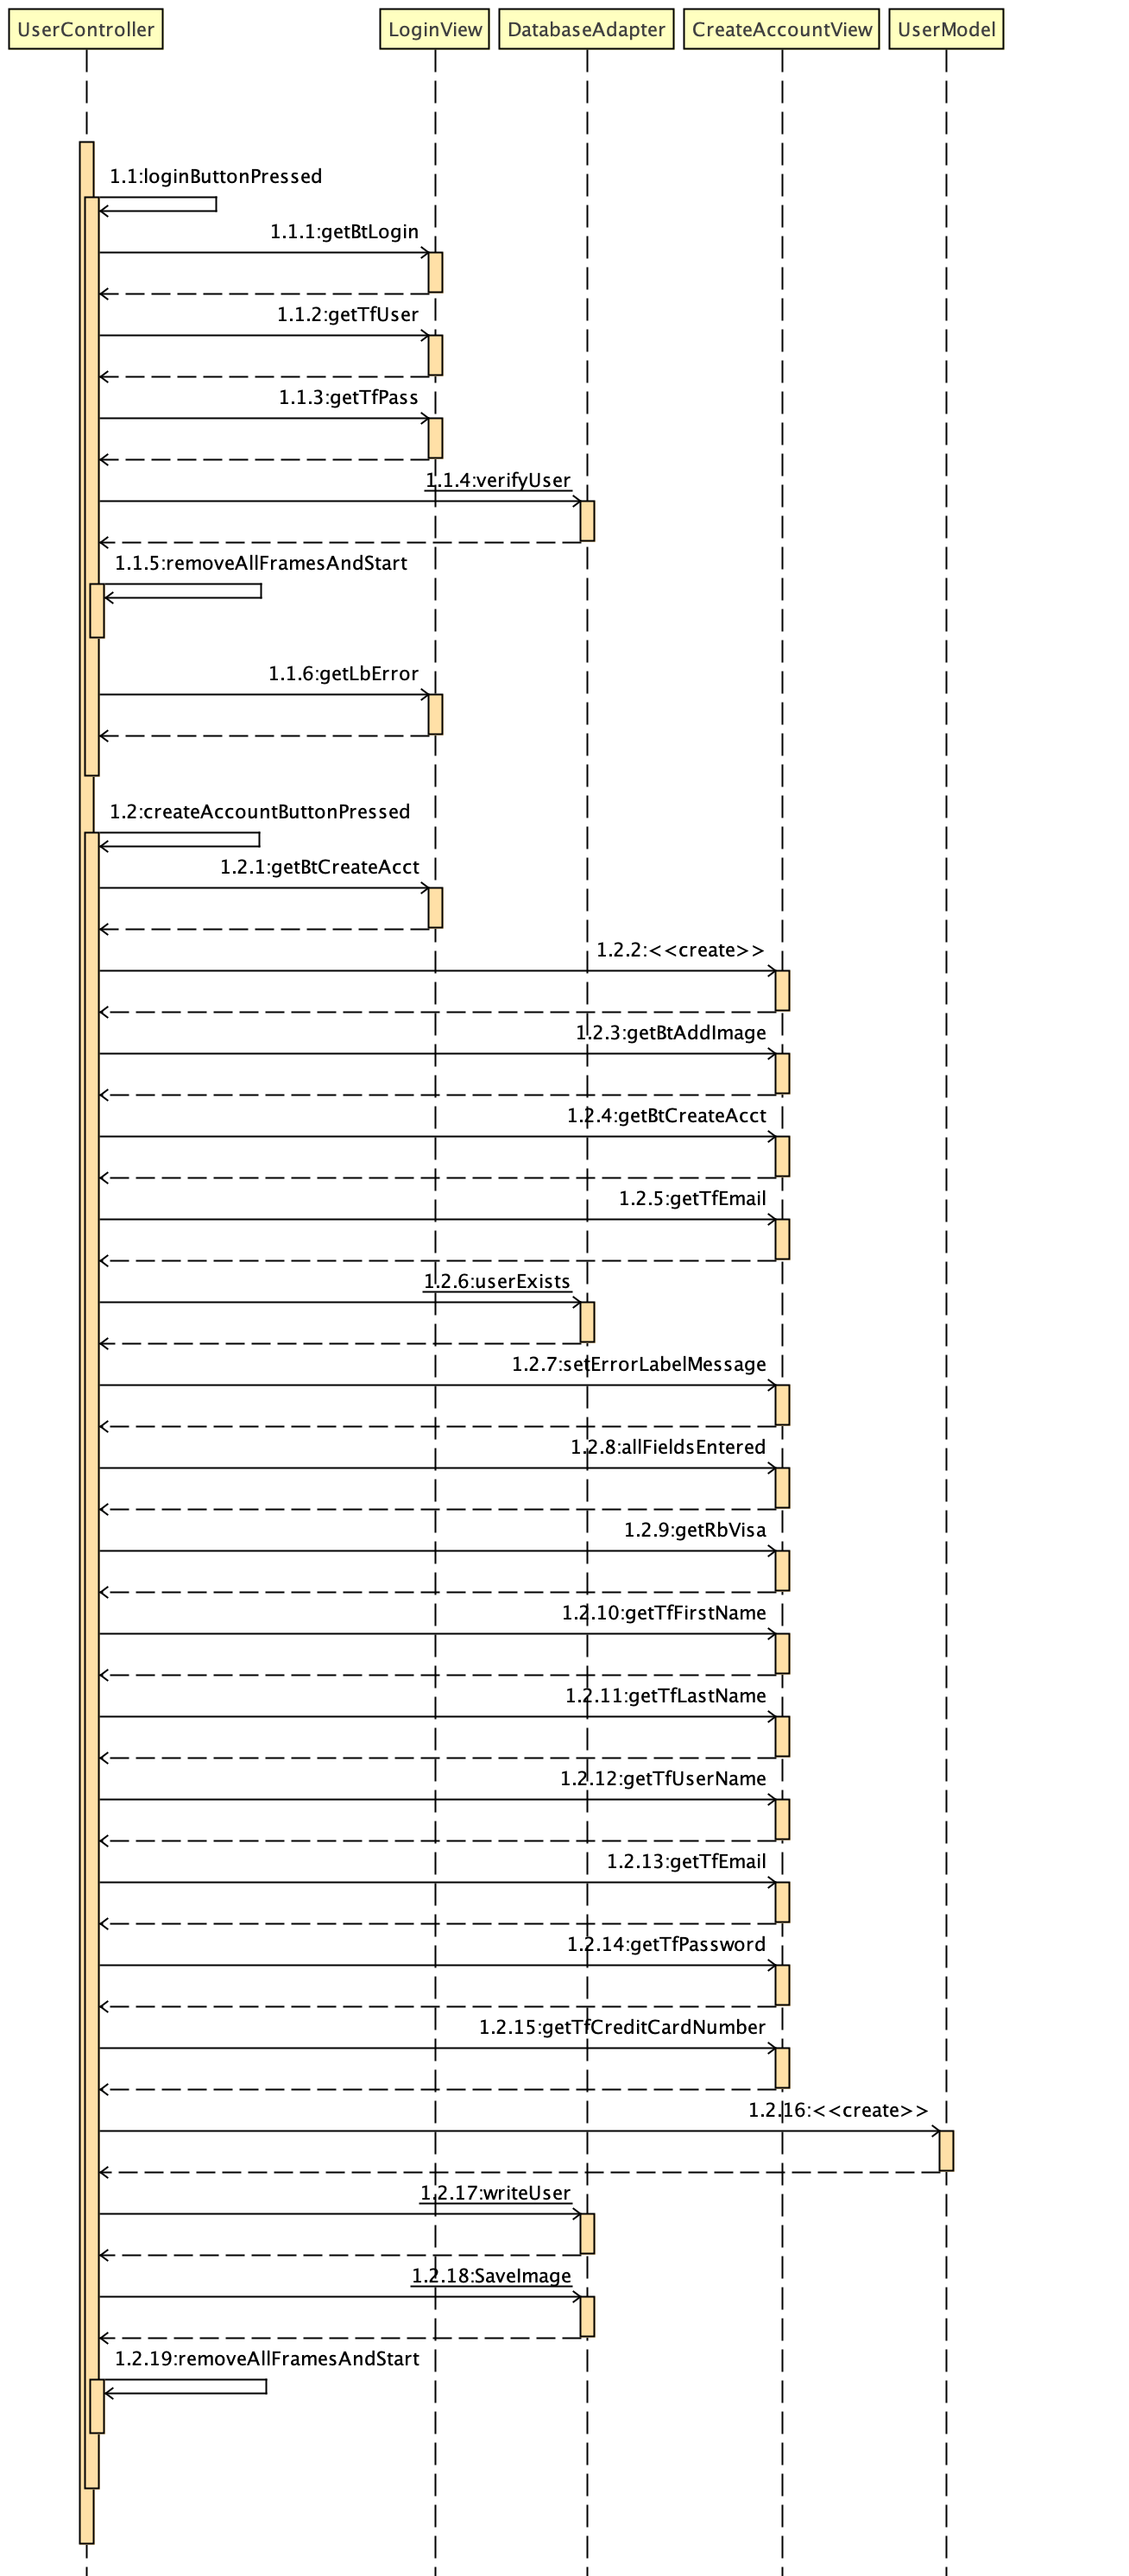 UserController
LoginView
DatabaseAdapter
CreateAccountView
UserModel
1.1:loginButtonPressed
1.1.1:getBtLogin
1.1.2:getTfUser
1.1.3:getTfPass
1.1.4:verifyUser
1.1.5:removeAllFramesAndStart
1.1.6:getLbError
1.2:createAccountButtonPressed
1.2.1:getBtCreateAcct
1.2.2:<<create>>
1.2.3:getBtAddImage
1.2.4:getBtCreateAcct
1.2.5:getTfEmail
1.2.6:userExists
1.2.7:setErrorLabelMessage
1.2.8:allFieldsEntered
1.2.9:getRbVisa
1.2.10:getTfFirstName
1.2.11:getTfLastName
1.2.12:getTfUserName
1.2.13:getTfEmail
1.2.14:getTfPassword
1.2.15:getTfCreditCardNumber
1.2.16:<<create>>
1.2.17:writeUser
1.2.18:SaveImage
1.2.19:removeAllFramesAndStart